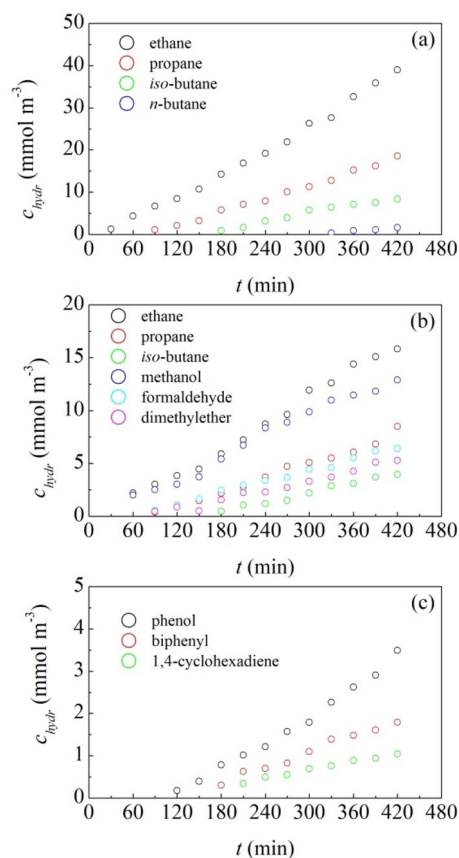 (a)
ethane
propane
iso-butane
n-butane
50
40
30
20
10
0
c_hydr (mmol m⁻³)
0 60 120 180 240 300 360 420 480
t (min)
(b)
ethane
propane
iso-butane
methanol
formaldehyde
dimethylether
20
15
10
5
0
c_hydr (mmol m⁻³)
0 60 120 180 240 300 360 420 480
t (min)
(c)
phenol
biphenyl
1,4-cyclohexadiene
5
4
3
2
1
0
c_hydr (mmol m⁻³)
0 60 120 180 240 300 360 420 480
t (min)